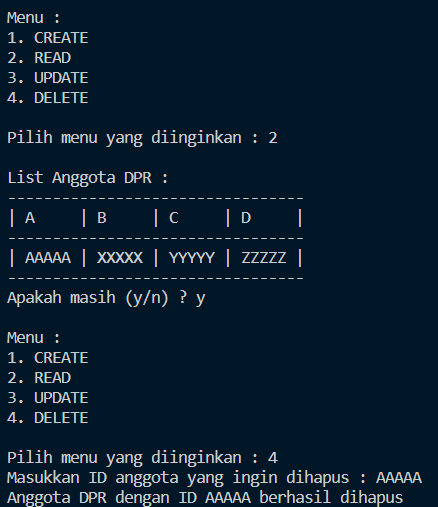 Menu :
1. CREATE
2. READ
3. UPDATE
4. DELETE
Pilih menu yang diinginkan : 2
List Anggota DPR :
---------------------------------
| A     | B     | C     | D     |
---------------------------------
| AAAAA | XXXXX | YYYYY | ZZZZZ |
---------------------------------
Apakah masih (y/n) ? y
Menu :
1. CREATE
2. READ
3. UPDATE
4. DELETE
Pilih menu yang diinginkan : 4
Masukkan ID anggota yang ingin dihapus : AAAAA
Anggota DPR dengan ID AAAAA berhasil dihapus